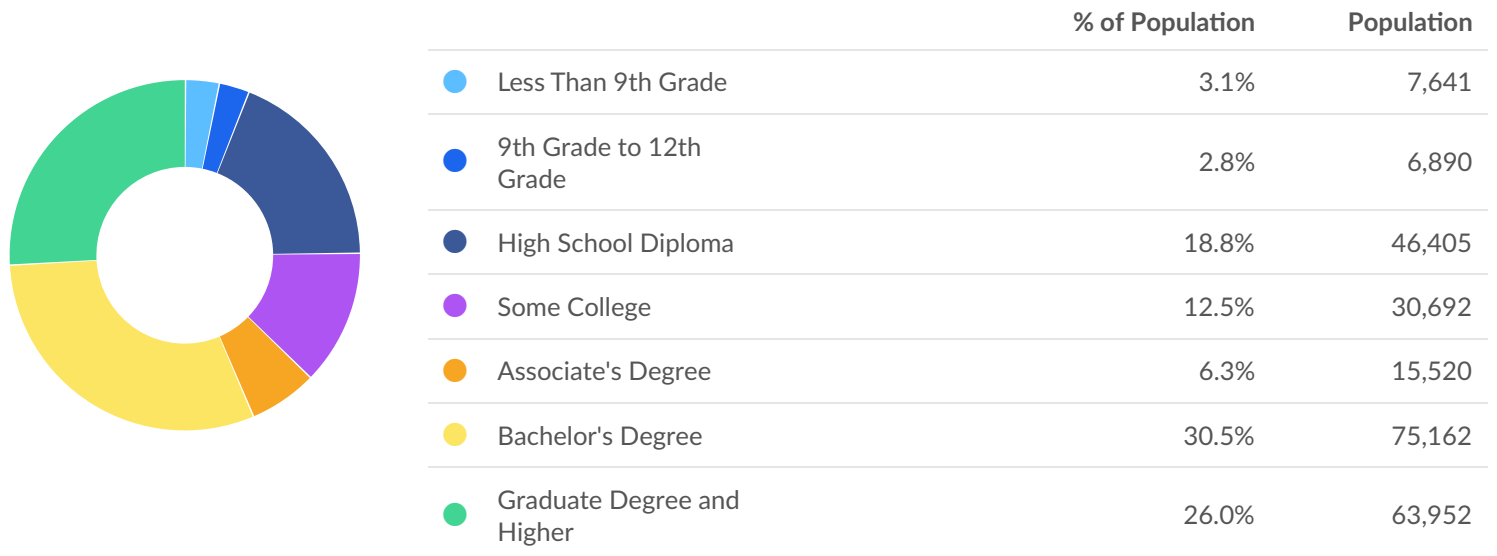 % of Population Population
Less Than 9th Grade 3.1% 7,641
9th Grade to 12th
Grade 2.8% 6,890
High School Diploma 18.8% 46,405
Some College 12.5% 30,692
Associate's Degree 6.3% 15,520
Bachelor's Degree 30.5% 75,162
Graduate Degree and
Higher 26.0% 63,952